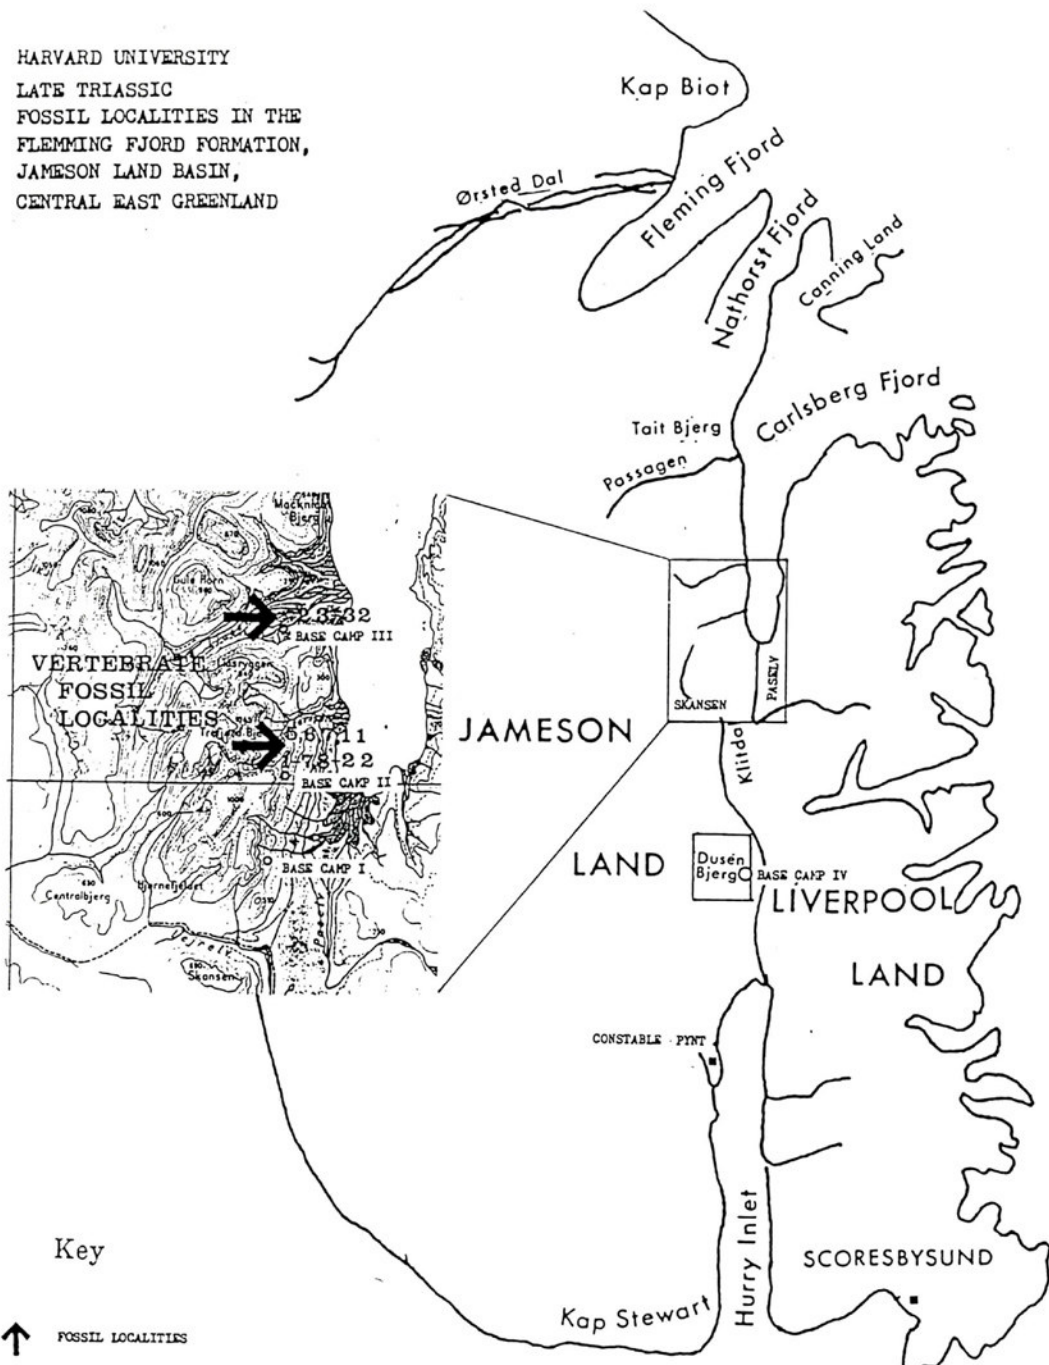 HARVARD UNIVERSITY
LATE TRIASSIC
FOSSIL LOCALITIES IN THE
FLEMMING FJORD FORMATION,
JAMESON LAND BASIN,
CENTRAL EAST GREENLAND
Kap Biot
Ørsted Dal
Fleming Fjord
Nathorst Fjord
Canning Land
Carlsberg Fjord
Tait Bjerg
Passagen
Bjerg
Gule Horn
23-32
BASE CAMP III
VERTEBRATE
FOSSIL
LOCALITIES
BASE CAMP II
BASE CAMP I
Centralbjerg
Bjørnefjeldet
Skansen
SKANSEN
PASELV
JAMESON
LAND
Klitdal
Dusén
Bjerg
BASE CAMP IV
LIVERPOOL
LAND
CONSTABLE PYNT
Hurry Inlet
SCORESBYSUND
Kap Stewart
Key
FOSSIL LOCALITIES